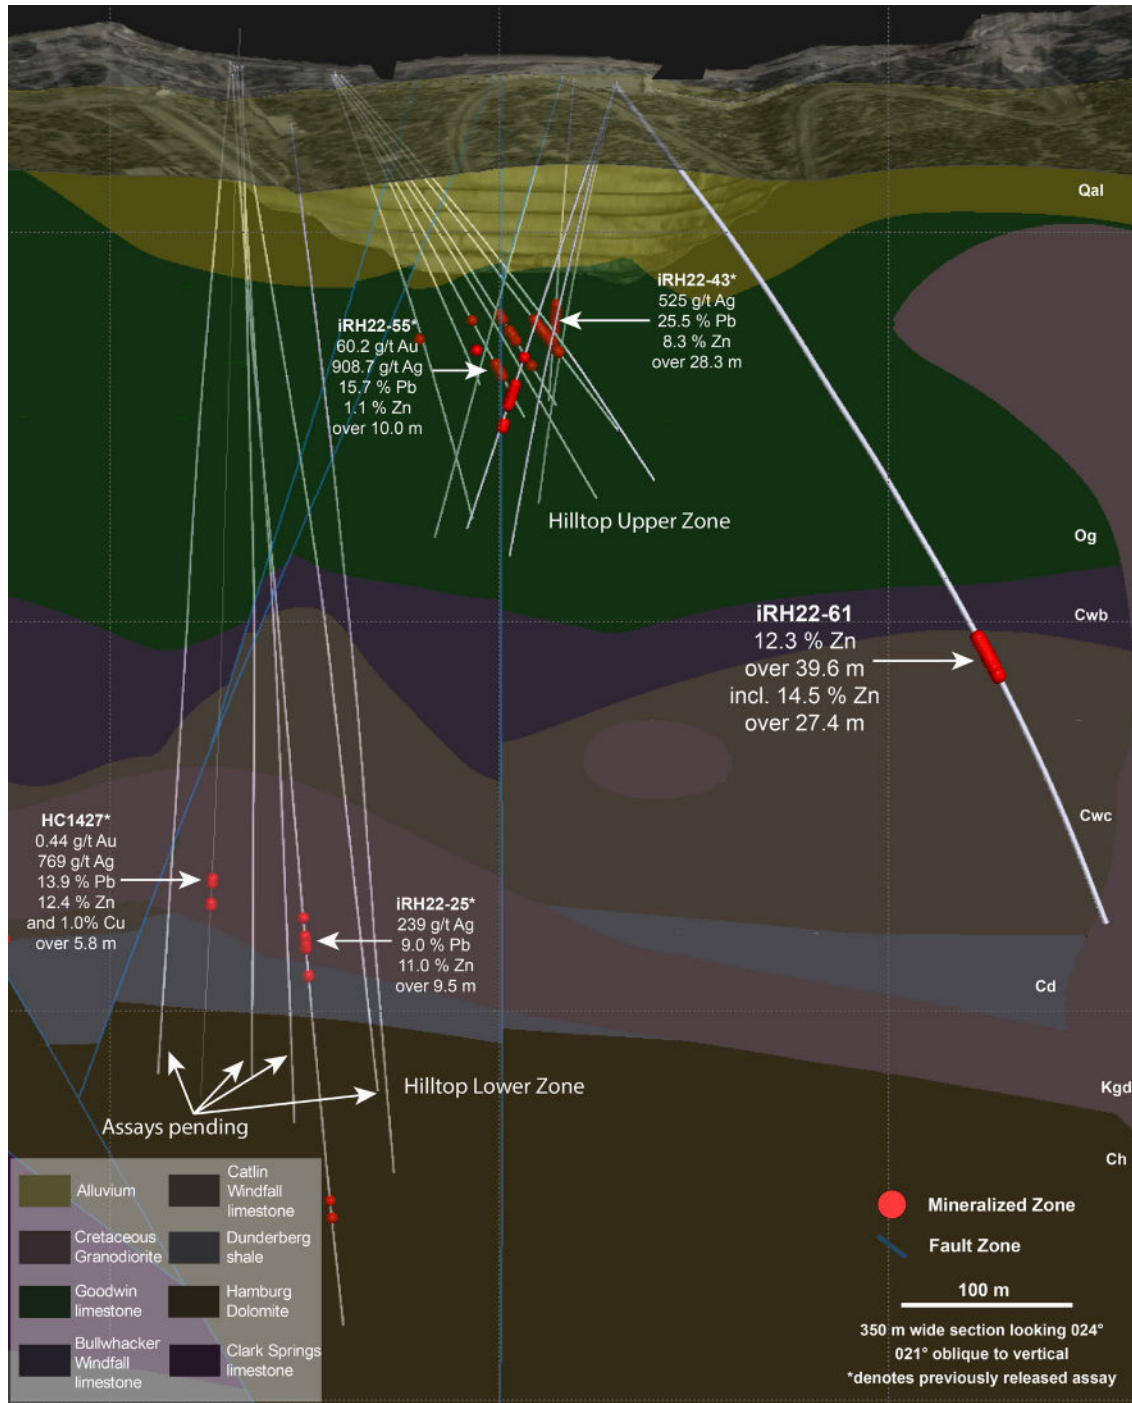 Qal
iRH22-43*
525 g/t Ag
25.5 % Pb
8.3 % Zn
over 28.3 m
iRH22-55*
60.2 g/t Au
908.7 g/t Ag
15.7 % Pb
1.1 % Zn
over 10.0 m
Hilltop Upper Zone
Og
Cwb
iRH22-61
12.3 % Zn
over 39.6 m
incl. 14.5 % Zn
over 27.4 m
Cwc
HC1427*
0.44 g/t Au
769 g/t Ag
13.9 % Pb
12.4 % Zn
and 1.0% Cu
over 5.8 m
iRH22-25*
239 g/t Ag
9.0 % Pb
11.0 % Zn
over 9.5 m
Cd
Hilltop Lower Zone
Kgd
Assays pending
Ch
Alluvium
Cretaceous
Granodiorite
Goodwin
limestone
Bullwhacker
Windfall
limestone
Catlin
Windfall
limestone
Dunderberg
shale
Hamburg
Dolomite
Clark Springs
limestone
Mineralized Zone
Fault Zone
100 m
350 m wide section looking 024°
021° oblique to vertical
*denotes previously released assay